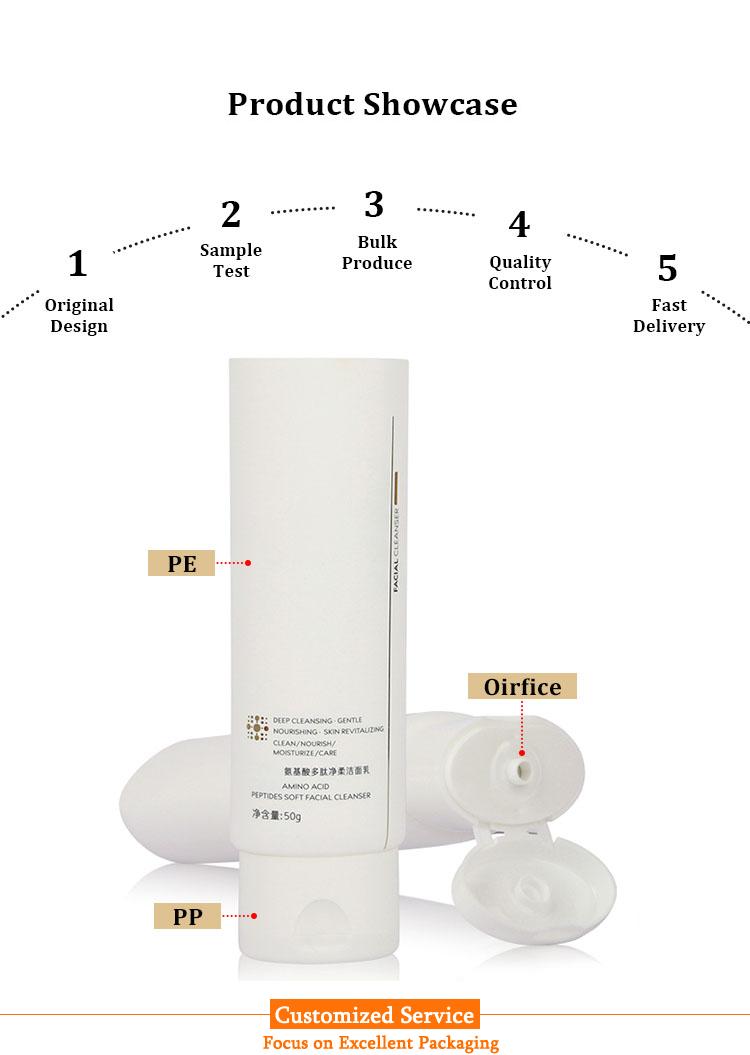 Product Showcase
1
Original
Design
2
Sample
Test
3
Bulk
Produce
4
Quality
Control
5
Fast
Delivery
FACIAL CLEANSER
PE
Oirfice
DEEP CLEANSING · GENTLE
NOURISHING · SKIN REVITALIZING
CLEAN/NOURISH/
MOISTURIZE/CARE
氨基酸多肽净柔洁面乳
AMINO ACID
PEPTIDES SOFT FACIAL CLEANSER
净含量:50g
PP
Customized Service
Focus on Excellent Packaging